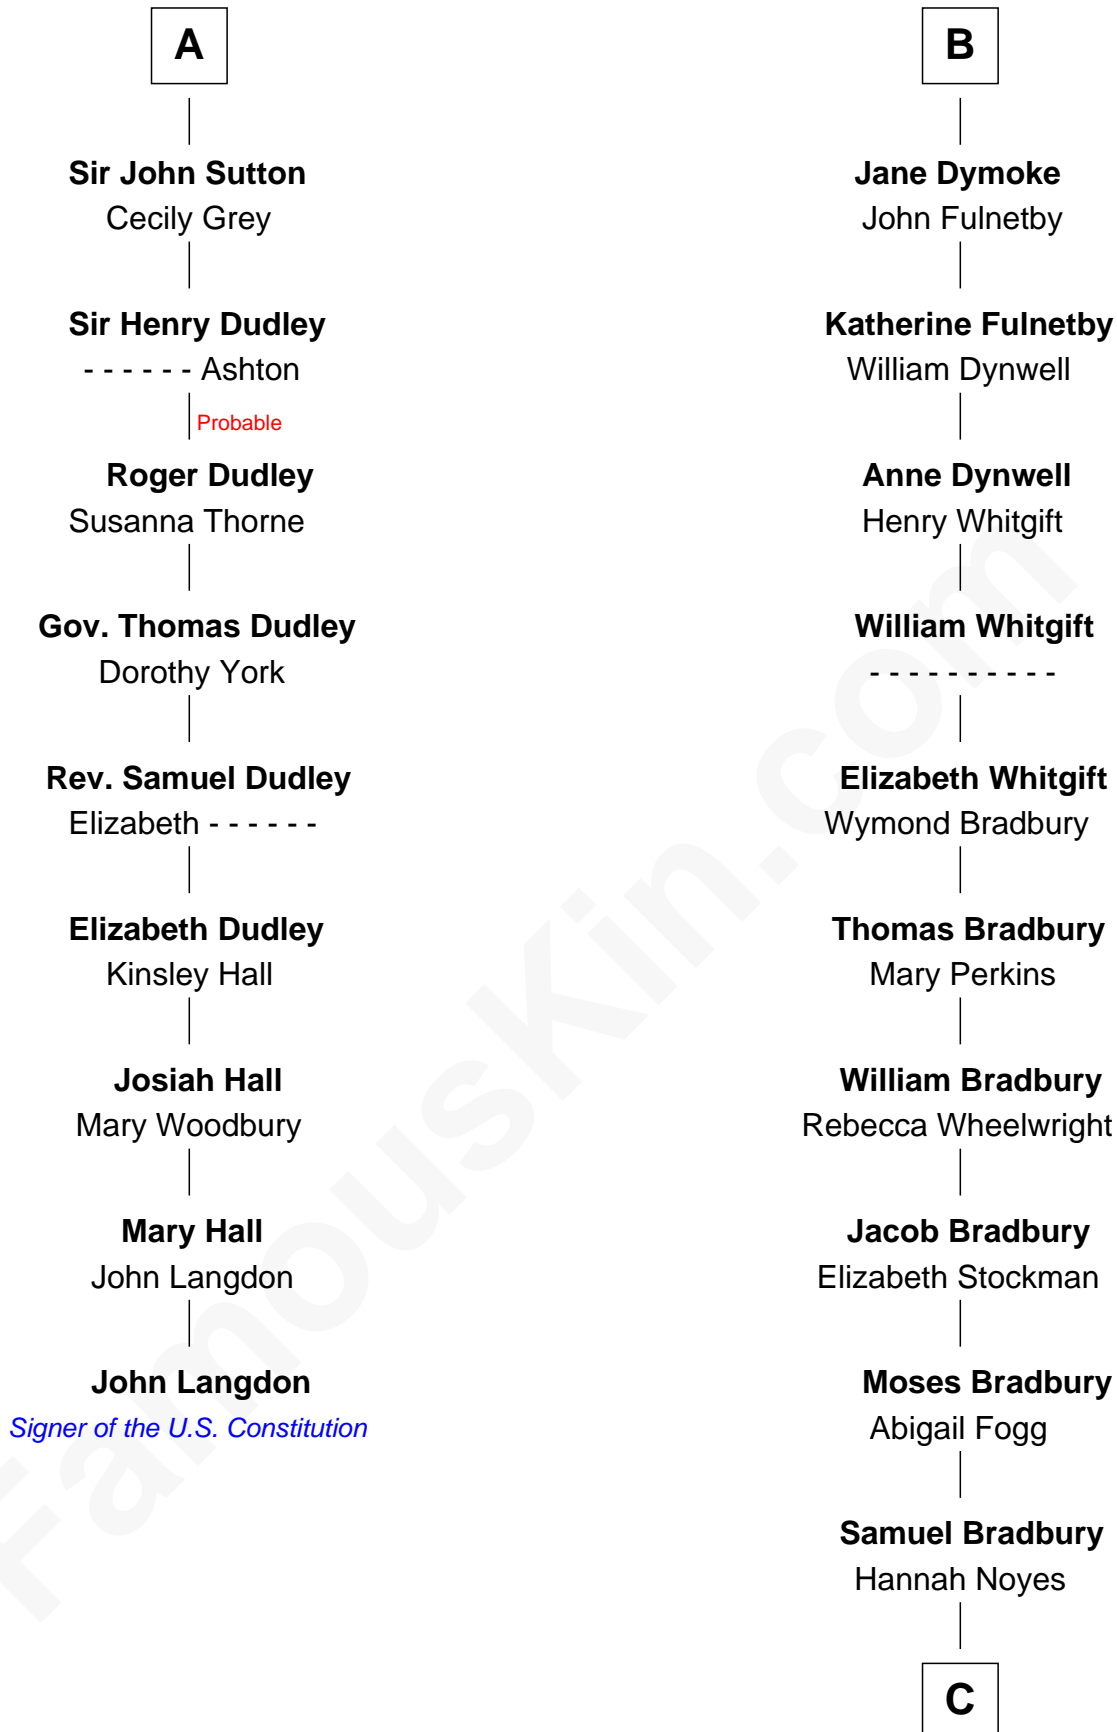 A
Sir John Sutton
Cecily Grey
Sir Henry Dudley
- - - - - - Ashton
Probable
Roger Dudley
Susanna Thorne
Gov. Thomas Dudley
Dorothy York
Rev. Samuel Dudley
Elizabeth - - - - - -
Elizabeth Dudley
Kinsley Hall
Josiah Hall
Mary Woodbury
Mary Hall
John Langdon
John Langdon
Signer of the U.S. Constitution
B
Jane Dymoke
John Fulnetby
Katherine Fulnetby
William Dynwell
Anne Dynwell
Henry Whitgift
William Whitgift
- - - - - - - - - -
Elizabeth Whitgift
Wymond Bradbury
Thomas Bradbury
Mary Perkins
William Bradbury
Rebecca Wheelwright
Jacob Bradbury
Elizabeth Stockman
Moses Bradbury
Abigail Fogg
Samuel Bradbury
Hannah Noyes
C
FamousKin.com